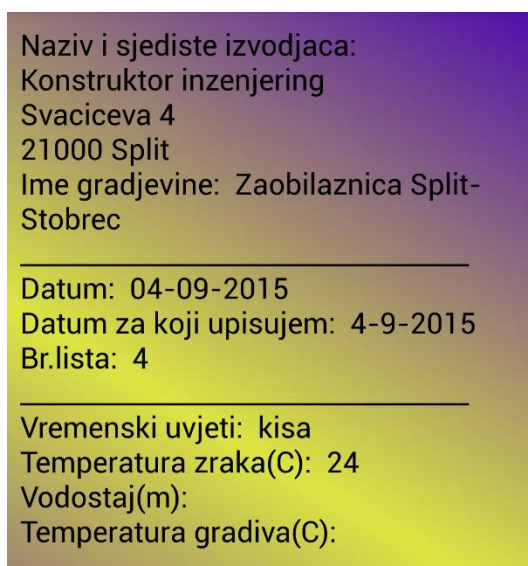 Naziv i sjediste izvodjaca:
Konstruktor inzenjering
Svaciceva 4
21000 Split
Ime gradjevine:  Zaobilaznica Split-
Stobrec
Datum:  04-09-2015
Datum za koji upisujem:  4-9-2015
Br.lista:  4
Vremenski uvjeti:  kisa
Temperatura zraka(C):  24
Vodostaj(m):
Temperatura gradiva(C):